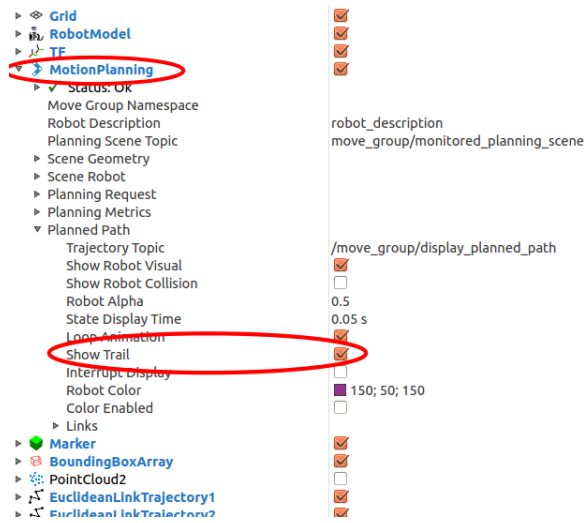 Grid
RobotModel
TF
MotionPlanning
Status: Ok
Move Group Namespace
Robot Description robot_description
Planning Scene Topic move_group/monitored_planning_scene
Scene Geometry
Scene Robot
Planning Request
Planning Metrics
Planned Path
Trajectory Topic /move_group/display_planned_path
Show Robot Visual
Show Robot Collision
Robot Alpha 0.5
State Display Time 0.05 s
Loop Animation
Show Trail
Interrupt Display
Robot Color 150; 50; 150
Color Enabled
Links
Marker
BoundingBoxArray
PointCloud2
EuclideanLinkTrajectory1
EuclideanLinkTrajectory2